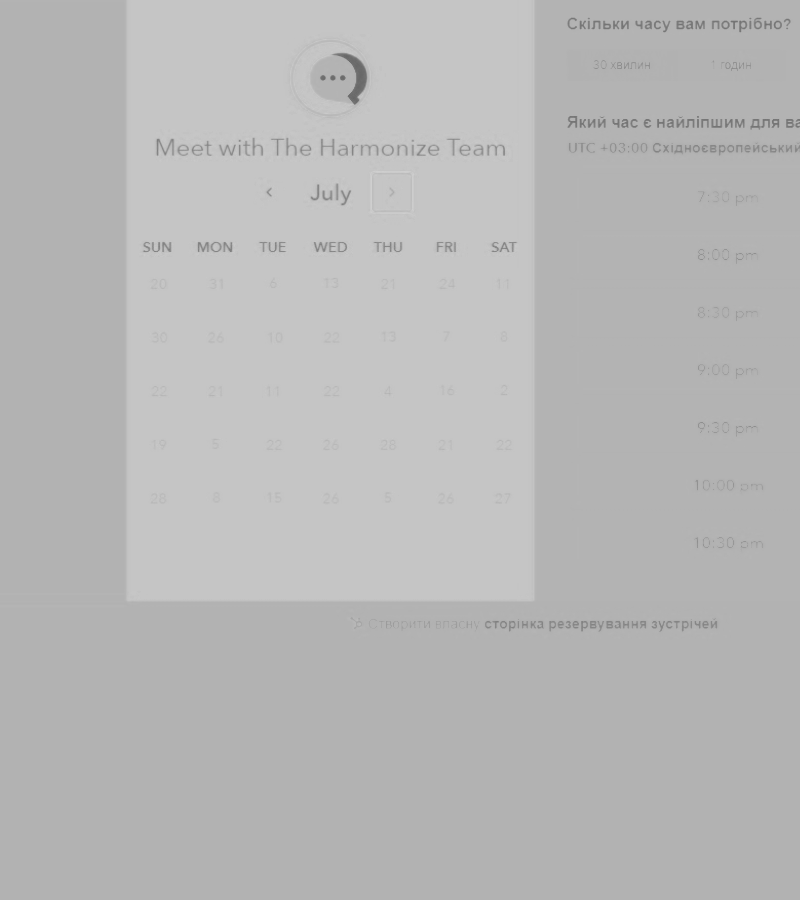 Meet with The Harmonize Team
July
SUN MON TUE WED THU FRI SAT
20 31 6 13 21 24 11
30 26 10 22 13 7 8
22 21 11 22 4 16 2
19 5 22 26 28 21 22
28 8 15 26 5 26 27
Скільки часу вам потрібно?
30 хвилин 1 годин
Який час є найліпшим для
UTC +03:00 Східноєвропейський
7:30 pm
8:00 pm
8:30 pm
9:00 pm
9:30 pm
10:00 pm
10:30 pm
Створити власну сторінка резервування зустрічей